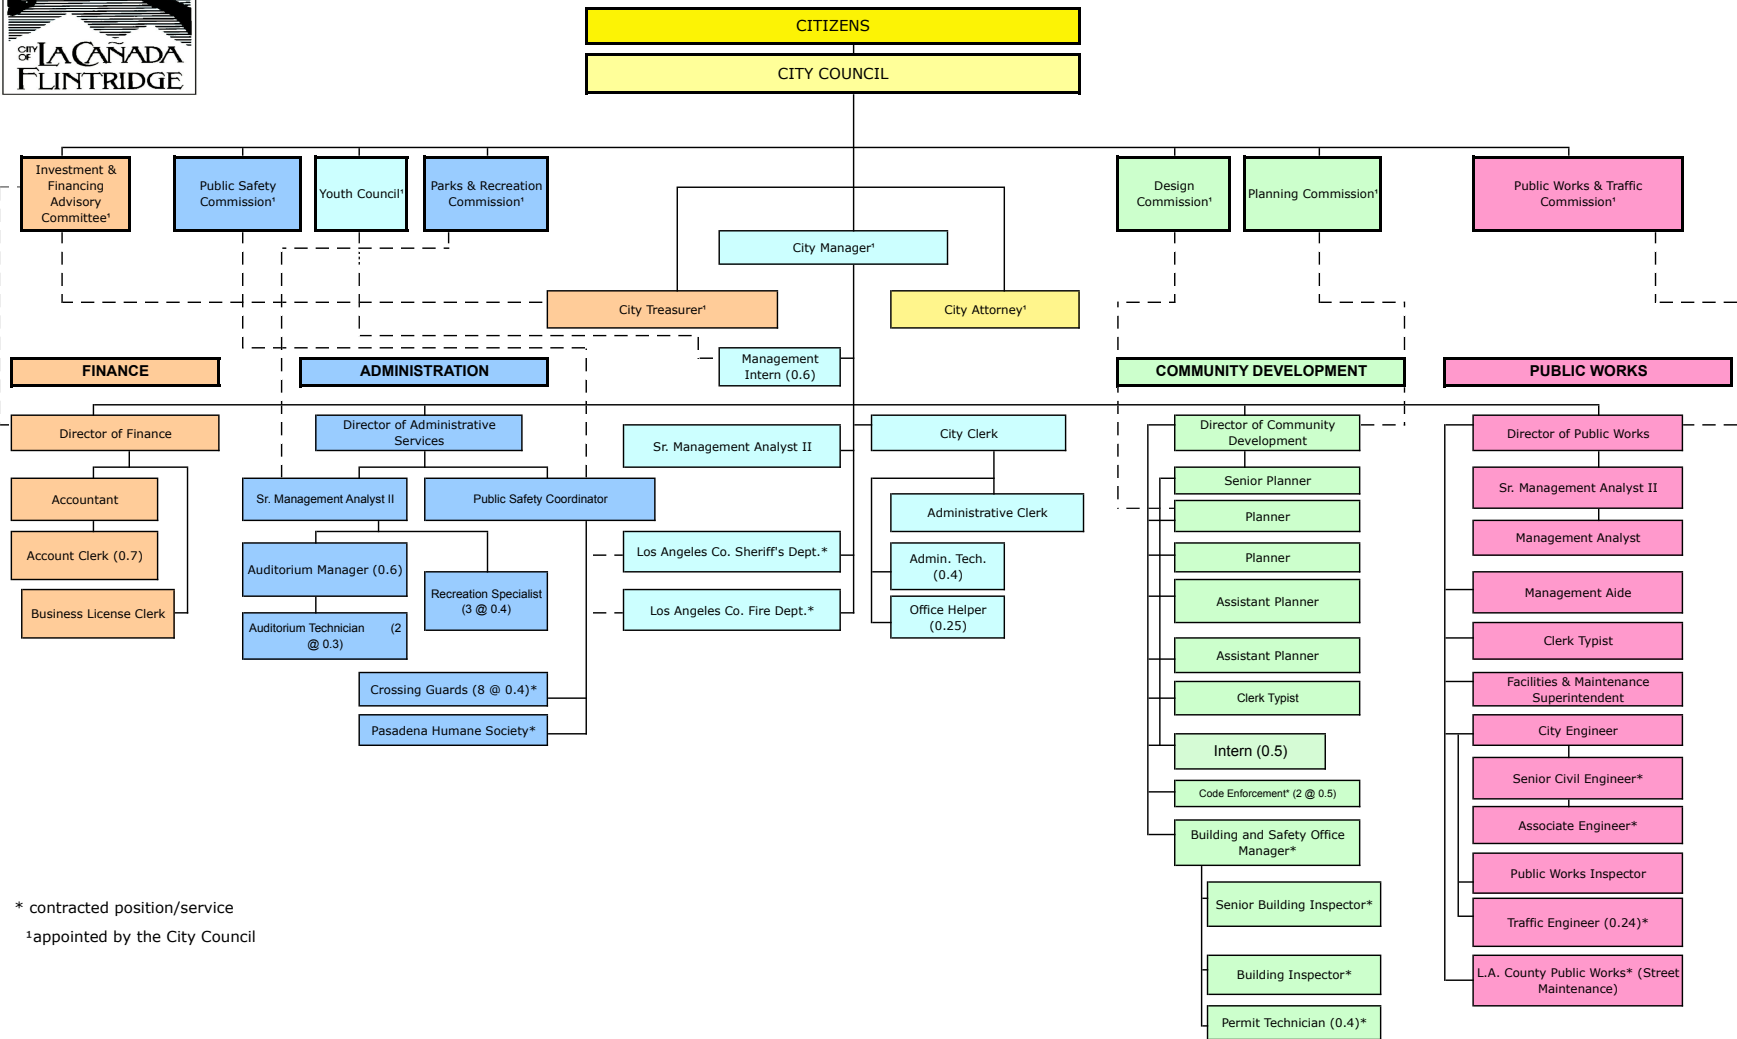 CITY OF LA CAÑADA
FLINTRIDGE
CITIZENS
CITY COUNCIL
Investment &
Financing
Advisory
Committee¹
Public Safety
Commission¹
Youth Council¹
Parks & Recreation
Commission¹
Design
Commission¹
Planning Commission¹
Public Works & Traffic
Commission¹
City Manager¹
City Treasurer¹
City Attorney¹
Management
Intern (0.6)
FINANCE
ADMINISTRATION
COMMUNITY DEVELOPMENT
PUBLIC WORKS
Director of Finance
Accountant
Account Clerk (0.7)
Business License Clerk
Director of Administrative
Services
Sr. Management Analyst II
Public Safety Coordinator
Auditorium Manager (0.6)
Recreation Specialist
(3 @ 0.4)
Auditorium Technician (2
@ 0.3)
Crossing Guards (8 @ 0.4)*
Pasadena Humane Society*
Sr. Management Analyst II
Los Angeles Co. Sheriff's Dept.*
Los Angeles Co. Fire Dept.*
City Clerk
Administrative Clerk
Admin. Tech.
(0.4)
Office Helper
(0.25)
Director of Community
Development
Senior Planner
Planner
Planner
Assistant Planner
Assistant Planner
Clerk Typist
Intern (0.5)
Code Enforcement* (2 @ 0.5)
Building and Safety Office
Manager*
Senior Building Inspector*
Building Inspector*
Permit Technician (0.4)*
Director of Public Works
Sr. Management Analyst II
Management Analyst
Management Aide
Clerk Typist
Facilities & Maintenance
Superintendent
City Engineer
Senior Civil Engineer*
Associate Engineer*
Public Works Inspector
Traffic Engineer (0.24)*
L.A. County Public Works* (Street
Maintenance)
* contracted position/service
¹appointed by the City Council